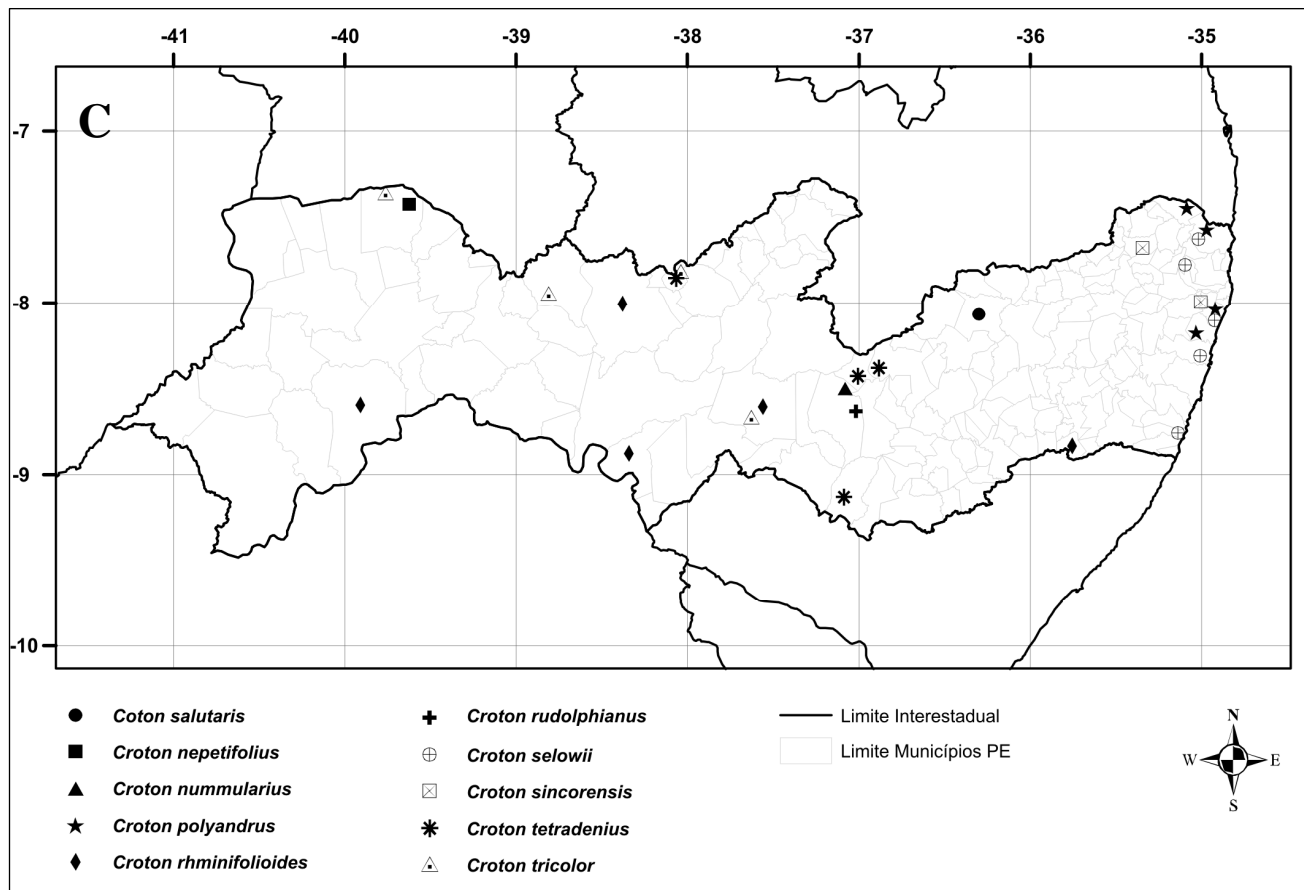 -41 -40 -39 -38 -37 -36 -35
C
-7
-8
-9
-10
Coton salutaris
Croton nepetifolius
Croton nummularius
Croton polyandrus
Croton rhminifolioides
Croton rudolphianus
Croton selowii
Croton sincorensis
Croton tetradenius
Croton tricolor
Limite Interestadual
Limite Municípios PE
N
W E
S